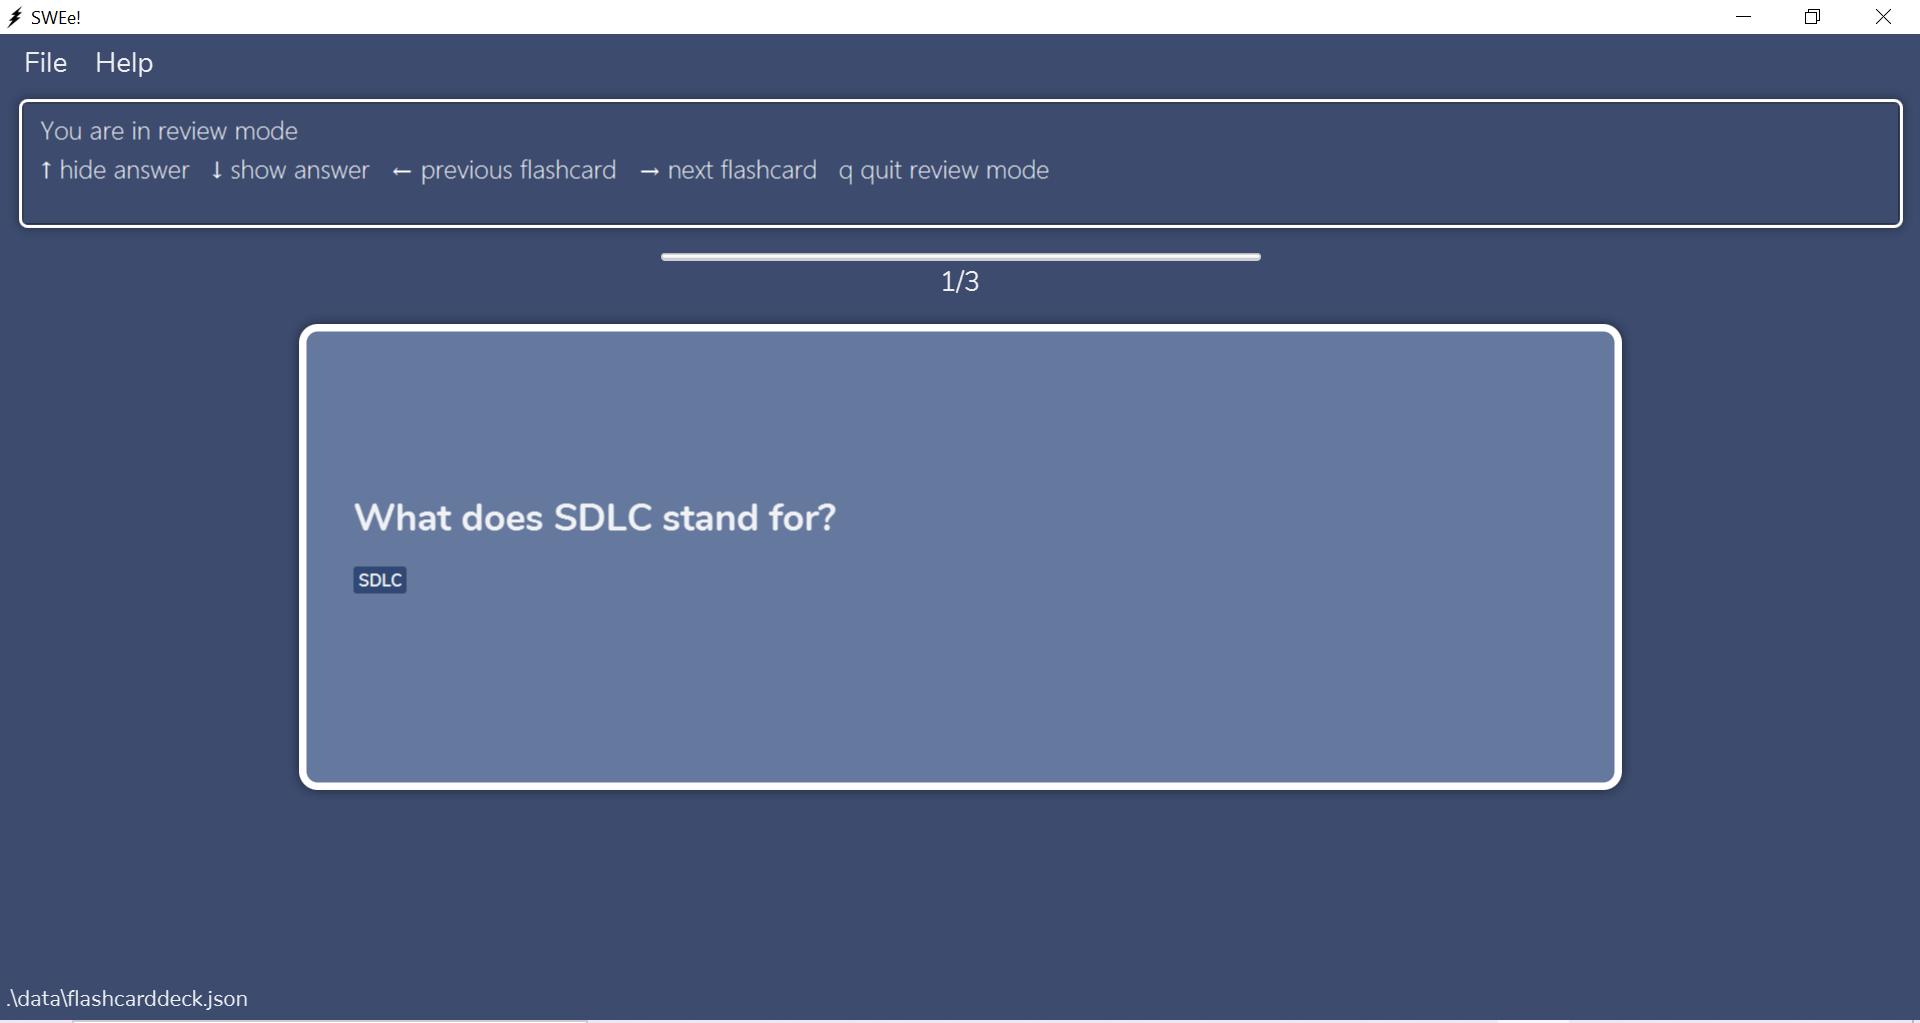 SWEe!
File Help
You are in review mode
↑ hide answer ↓ show answer ← previous flashcard → next flashcard q quit review mode
1/3
What does SDLC stand for?
SDLC
.\data\flashcarddeck.json